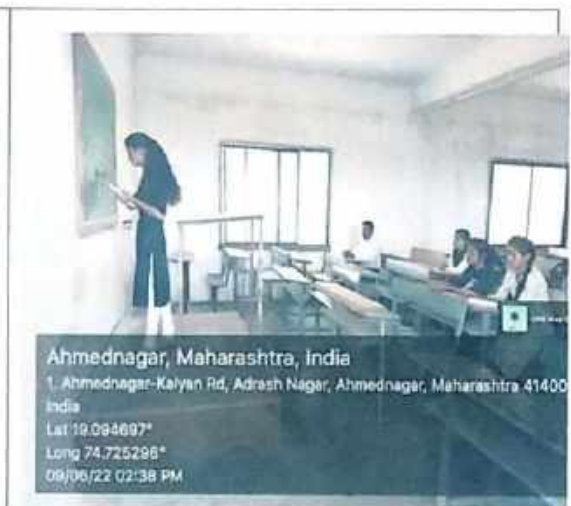 Ahmednagar, Maharashtra, India
1, Ahmednagar-Kalyan Rd, Adrash Nagar, Ahmednagar, Maharashtra 41400
India
Lat 19.094697°
Long 74.725296°
09/06/22 02:38 PM